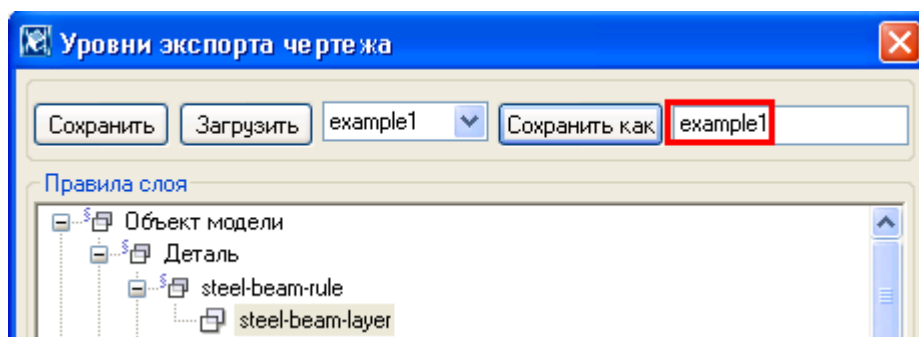 Уровни экспорта чертежа
Сохранить Загрузить example1 Сохранить как example1
Правила слоя
Объект модели
Деталь
steel-beam-rule
steel-beam-layer